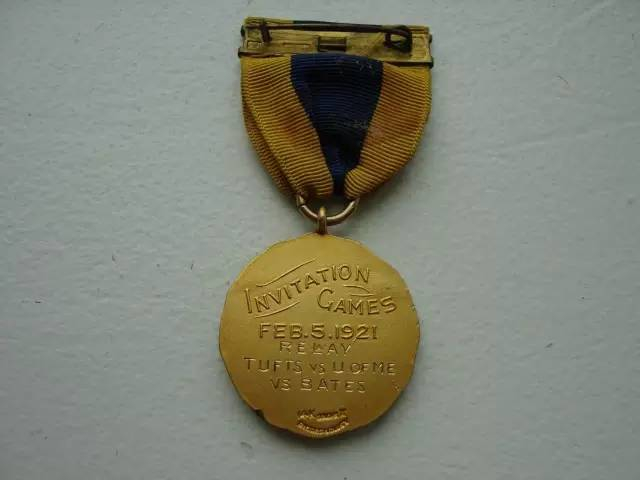 INVITATION
GAMES
FEB. 5. 1921
RELAY
TUFTS VS U OF ME
VS BATES